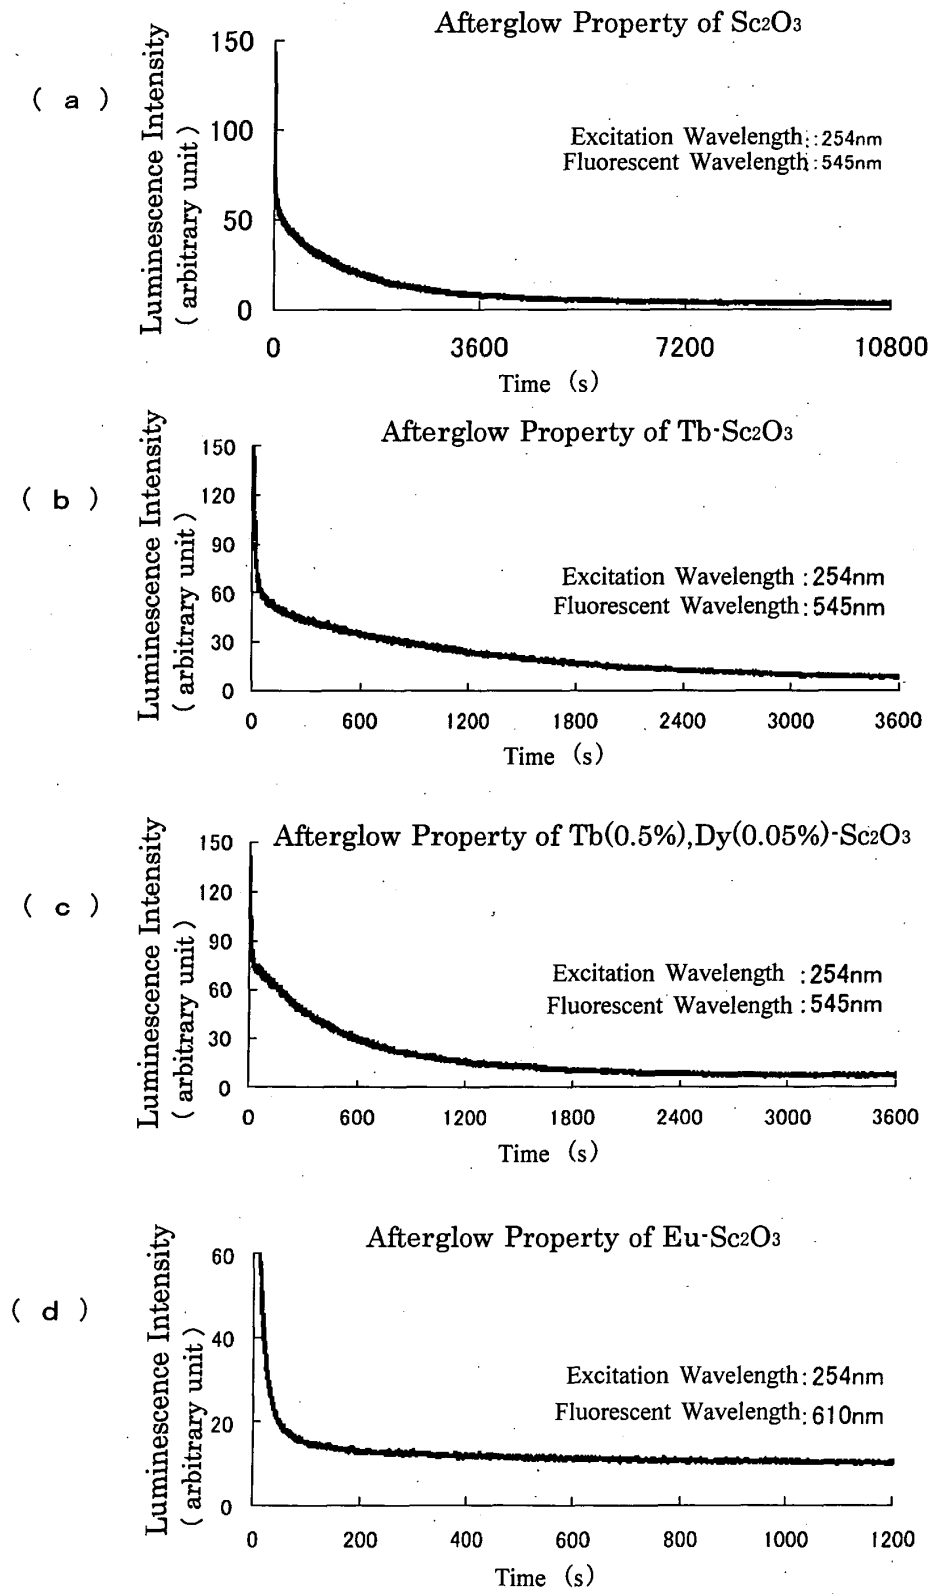 Afterglow Property of Sc2O3
( a )
Luminescence Intensity
( arbitrary unit )
150
100
50
0
Excitation Wavelength : 254nm
Fluorescent Wavelength : 545nm
0 3600 7200 10800
Time (s)
Afterglow Property of Tb-Sc2O3
( b )
Luminescence Intensity
( arbitrary unit )
150
120
90
60
30
0
Excitation Wavelength : 254nm
Fluorescent Wavelength : 545nm
0 600 1200 1800 2400 3000 3600
Time (s)
Afterglow Property of Tb(0.5%),Dy(0.05%)-Sc2O3
( c )
Luminescence Intensity
( arbitrary unit )
150
120
90
60
30
0
Excitation Wavelength : 254nm
Fluorescent Wavelength : 545nm
0 600 1200 1800 2400 3000 3600
Time (s)
Afterglow Property of Eu-Sc2O3
( d )
Luminescence Intensity
( arbitrary unit )
60
40
20
0
Excitation Wavelength : 254nm
Fluorescent Wavelength : 610nm
0 200 400 600 800 1000 1200
Time (s)